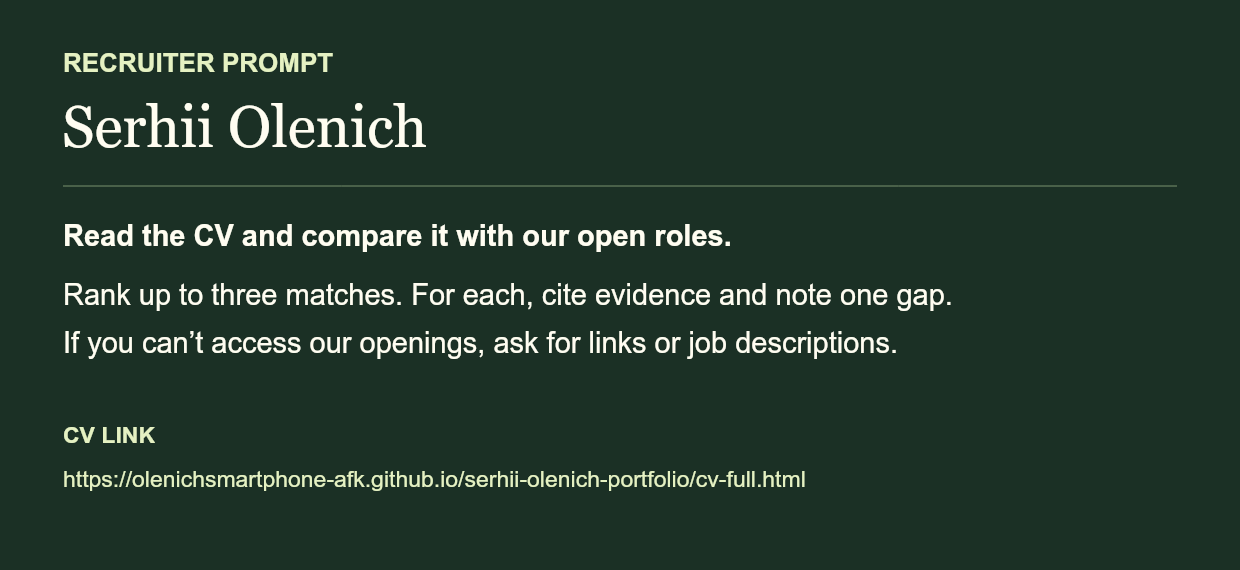 RECRUITER PROMPT
Serhii Olenich
Read the CV and compare it with our open roles.
Rank up to three matches. For each, cite evidence and note one gap.
If you can’t access our openings, ask for links or job descriptions.
CV LINK
https://olenichsmartphone-afk.github.io/serhii-olenich-portfolio/cv-full.html